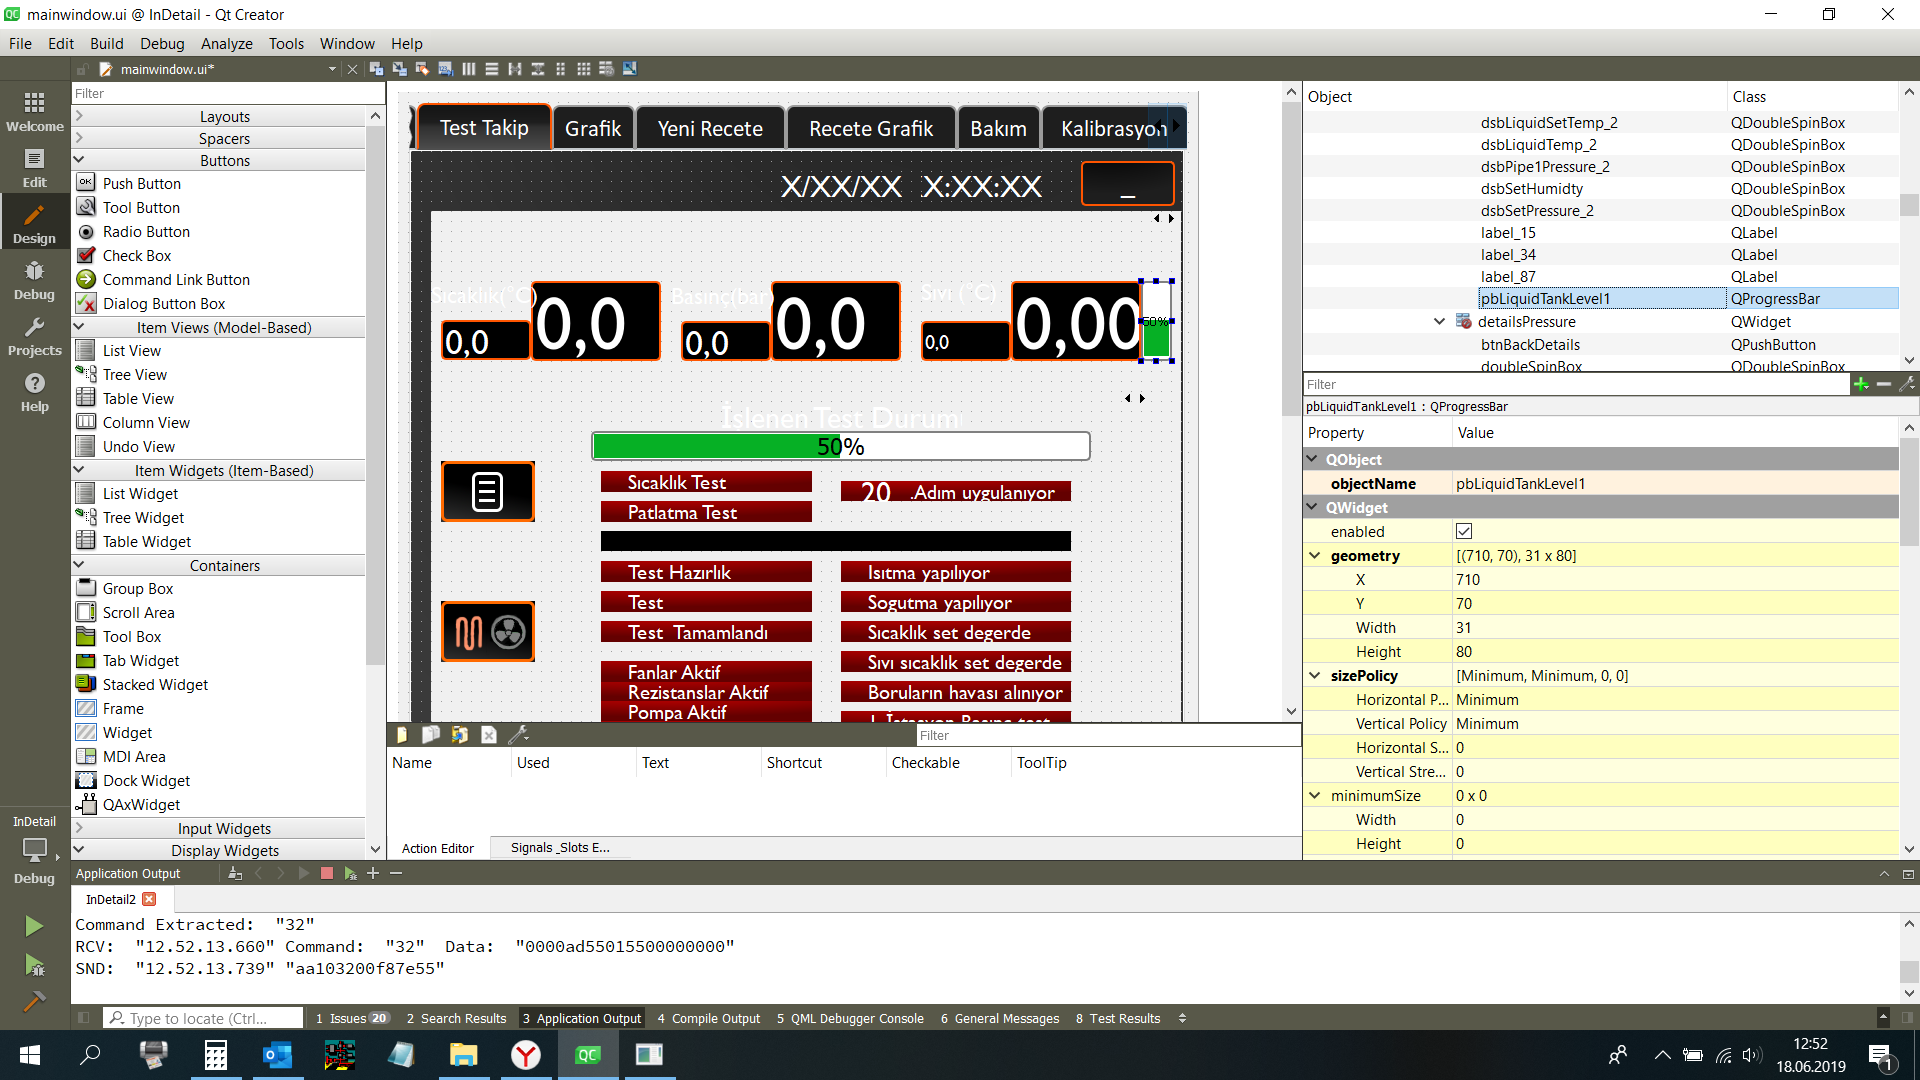 QC mainwindow.ui @ InDetail - Qt Creator
File Edit Build Debug Analyze Tools Window Help
mainwindow.ui*
Welcome
Edit
Design
Debug
Projects
Help
InDetail
Debug
Filter
Layouts
Spacers
Buttons
OK Push Button
Tool Button
Radio Button
Check Box
Command Link Button
Dialog Button Box
Item Views (Model-Based)
List View
Tree View
Table View
Column View
Undo View
Item Widgets (Item-Based)
List Widget
Tree Widget
Table Widget
Containers
Group Box
Scroll Area
Tool Box
Tab Widget
Stacked Widget
Frame
Widget
MDI Area
Dock Widget
QAxWidget
Input Widgets
Display Widgets
Test Takip Grafik Yeni Recete Recete Grafik Bakım Kalibrasyon
X/XX/XX X:XX:XX _
Sıcaklık(°C) 0,0 Basınç(bar) 0,0 Sıvı (°C) 0,00
0,0 0,0 0,0 50%
İşlenen Test Durum
50%
Sıcaklık Test
20 .Adım uygulanıyor
Patlatma Test
Test Hazırlık Isıtma yapılıyor
Test Sogutma yapılıyor
Test Tamamlandı Sıcaklık set degerde
Sıvı sıcaklık set degerde
Fanlar Aktif
Rezistanslar Aktif Boruların havası alınıyor
Pompa Aktif 1. İstasyon Basınç test
Filter
Name Used Text Shortcut Checkable ToolTip
Action Editor Signals _Slots E...
Object Class
dsbLiquidSetTemp_2 QDoubleSpinBox
dsbLiquidTemp_2 QDoubleSpinBox
dsbPipe1Pressure_2 QDoubleSpinBox
dsbSetHumidty QDoubleSpinBox
dsbSetPressure_2 QDoubleSpinBox
label_15 QLabel
label_34 QLabel
label_87 QLabel
pbLiquidTankLevel1 QProgressBar
detailsPressure QWidget
btnBackDetails QPushButton
doubleSpinBox QDoubleSpinBox
Filter
pbLiquidTankLevel1 : QProgressBar
Property Value
QObject
objectName pbLiquidTankLevel1
QWidget
enabled
geometry [(710, 70), 31 x 80]
X 710
Y 70
Width 31
Height 80
sizePolicy [Minimum, Minimum, 0, 0]
Horizontal P... Minimum
Vertical Policy Minimum
Horizontal S... 0
Vertical Stre... 0
minimumSize 0 x 0
Width 0
Height 0
Application Output
InDetail2
Command Extracted: "32"
RCV: "12.52.13.660" Command: "32" Data: "0000ad55015500000000"
SND: "12.52.13.739" "aa103200f87e55"
Type to locate (Ctrl... 1 Issues 20 2 Search Results 3 Application Output 4 Compile Output 5 QML Debugger Console 6 General Messages 8 Test Results
QC
12:52
18.06.2019
1